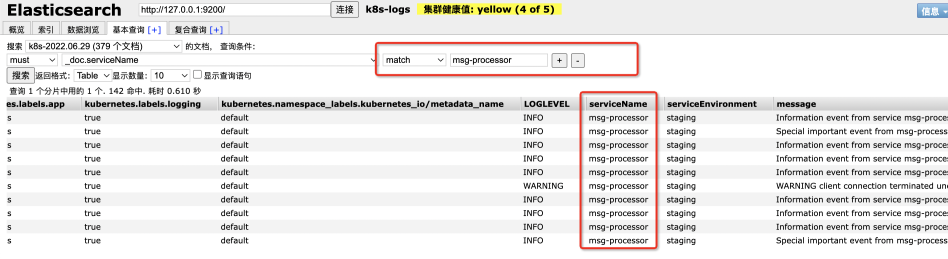 Elasticsearch http://127.0.0.1:9200/ 连接 k8s-logs 集群健康值: yellow (4 of 5) 信息
概览 索引 数据浏览 基本查询 [+] 复合查询 [+]
搜索 k8s-2022.06.29 (379 个文档) 的文档, 查询条件:
must _doc.serviceName match msg-processor + -
搜索 返回格式: Table 显示数量: 10 显示查询语句
查询 1 个分片中用的 1 个. 142 命中. 耗时 0.610 秒
es.labels.app kubernetes.labels.logging kubernetes.namespace_labels.kubernetes_io/metadata_name LOGLEVEL serviceName serviceEnvironment message
s true default INFO msg-processor staging Information event from service msg-proces
s true default INFO msg-processor staging Special important event from msg-process
s true default INFO msg-processor staging Information event from service msg-proces
s true default INFO msg-processor staging Information event from service msg-proces
s true default INFO msg-processor staging Information event from service msg-proces
s true default WARNING msg-processor staging WARNING client connection terminated une
s true default INFO msg-processor staging Information event from service msg-proces
s true default INFO msg-processor staging Information event from service msg-proces
s true default INFO msg-processor staging Information event from service msg-proces
s true default INFO msg-processor staging Special important event from msg-process